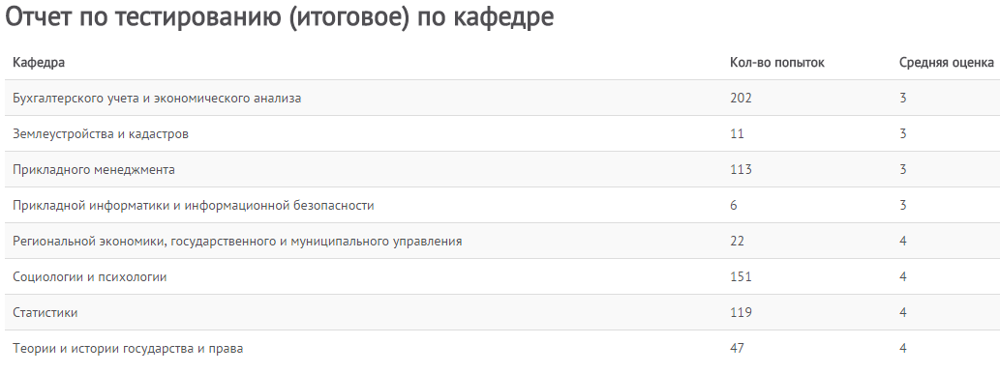 Отчет по тестированию (итоговое) по кафедре
Кафедра Кол-во попыток Средняя оценка
Бухгалтерского учета и экономического анализа 202 3
Землеустройства и кадастров 11 3
Прикладного менеджмента 113 3
Прикладной информатики и информационной безопасности 6 3
Региональной экономики, государственного и муниципального управления 22 4
Социологии и психологии 151 4
Статистики 119 4
Теории и истории государства и права 47 4